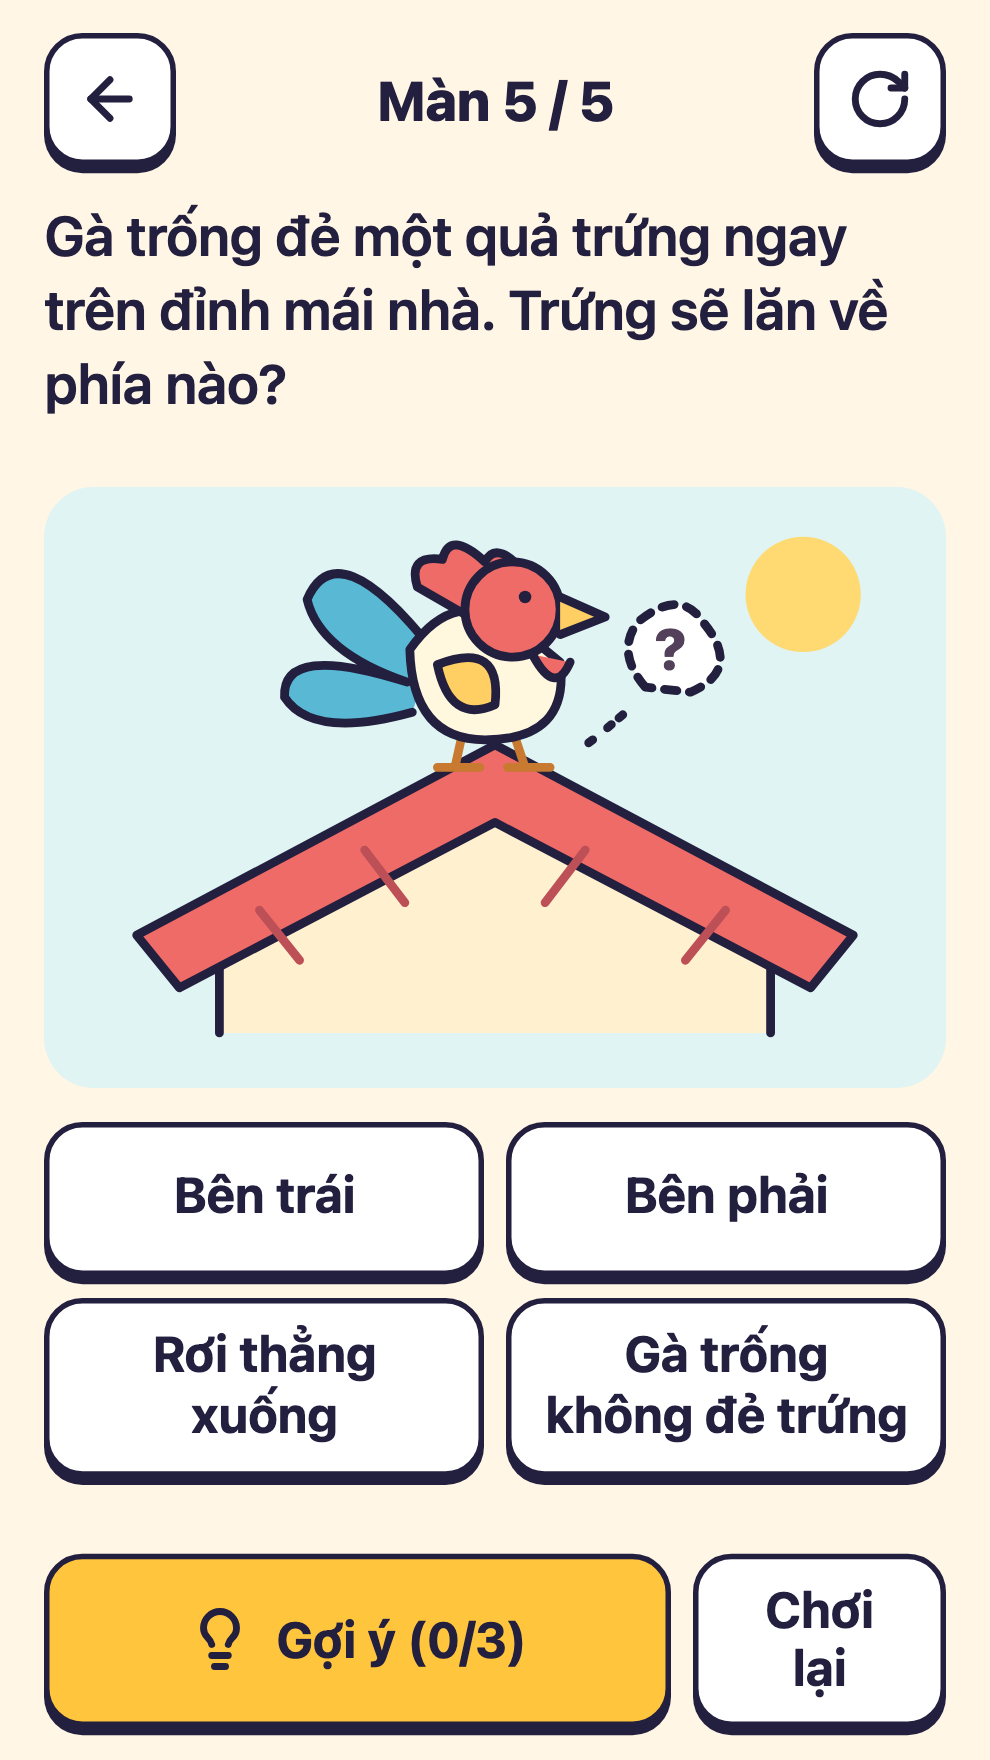 Màn 5 / 5
Gà trống đẻ một quả trứng ngay
trên đỉnh mái nhà. Trứng sẽ lăn về
phía nào?
?
Bên trái
Bên phải
Rơi thẳng
xuống
Gà trống
không đẻ trứng
Gợi ý (0/3)
Chơi
lại